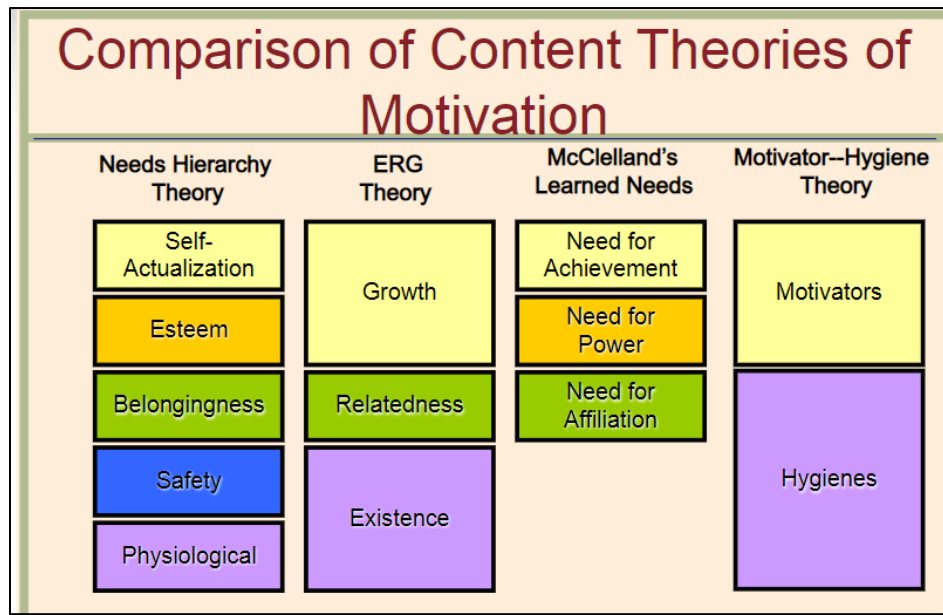 Comparison of Content Theories of
Motivation
Needs Hierarchy
Theory
ERG
Theory
McClelland's
Learned Needs
Motivator--Hygiene
Theory
Self-
Actualization
Esteem
Belongingness
Safety
Physiological
Growth
Relatedness
Existence
Need for
Achievement
Need for
Power
Need for
Affiliation
Motivators
Hygienes